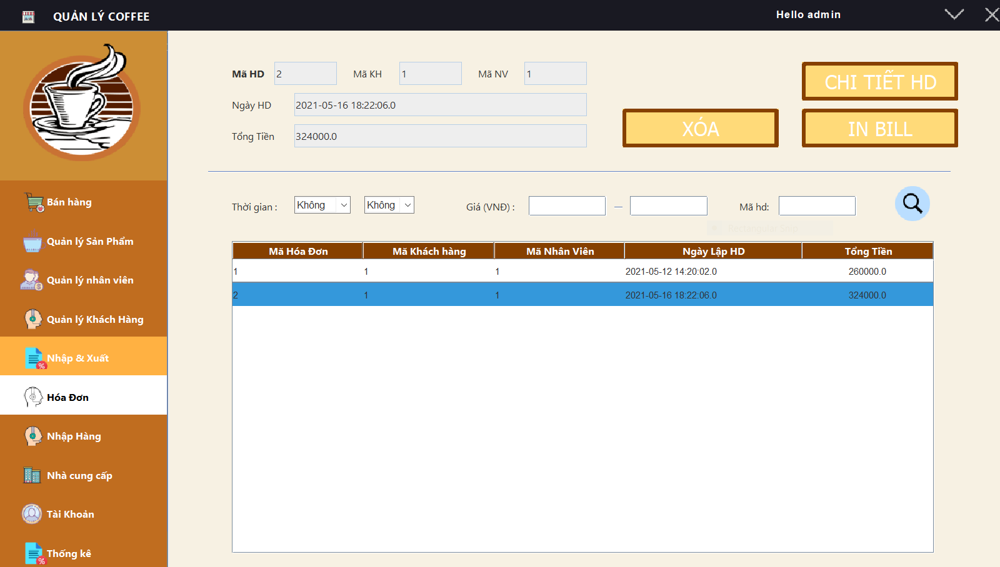 QUẢN LÝ COFFEE
Hello admin
Mã HD 2 Mã KH 1 Mã NV 1
Ngày HD 2021-05-16 18:22:06.0
Tổng Tiền 324000.0
CHI TIẾT HD
XÓA
IN BILL
Bán hàng
Quản lý Sản Phẩm
Quản lý nhân viên
Quản lý Khách Hàng
Nhập & Xuất
Hóa Đơn
Nhập Hàng
Nhà cung cấp
Tài Khoản
Thống kê
Thời gian : Không Không Giá (VNĐ) : — Mã hd:
Rectangular Snip
Mã Hóa Đơn Mã Khách hàng Mã Nhân Viên Ngày Lập HD Tổng Tiền
1 1 1 2021-05-12 14:20:02.0 260000.0
2 1 1 2021-05-16 18:22:06.0 324000.0